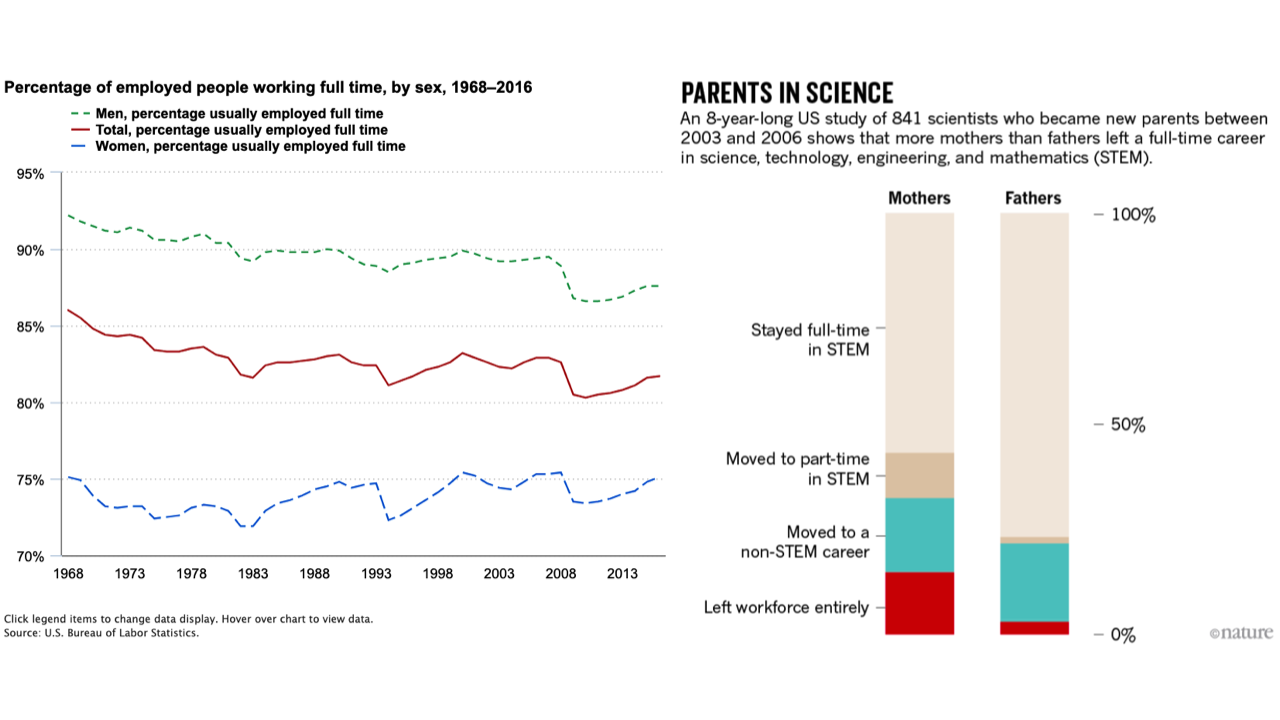 Percentage of employed people working full time, by sex, 1968–2016
Men, percentage usually employed full time
Total, percentage usually employed full time
Women, percentage usually employed full time
95%
90%
85%
80%
75%
70%
1968 1973 1978 1983 1988 1993 1998 2003 2008 2013
Click legend items to change data display. Hover over chart to view data.
Source: U.S. Bureau of Labor Statistics.
PARENTS IN SCIENCE
An 8-year-long US study of 841 scientists who became new parents between
2003 and 2006 shows that more mothers than fathers left a full-time career
in science, technology, engineering, and mathematics (STEM).
Mothers Fathers
100%
Stayed full-time
in STEM
50%
Moved to part-time
in STEM
Moved to a
non-STEM career
Left workforce entirely
0%
©nature